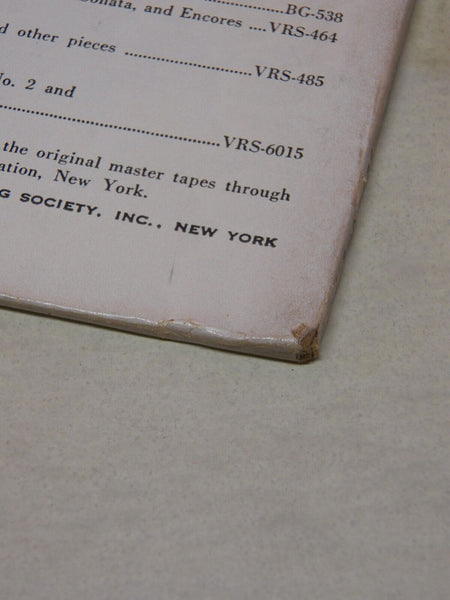 Sonata, and Encores ....VRS-464
BG-538
d other pieces ........................VRS-485
No. 2 and
........................................VRS-6015
the original master tapes through
ation, New York.
G SOCIETY, INC., NEW YORK